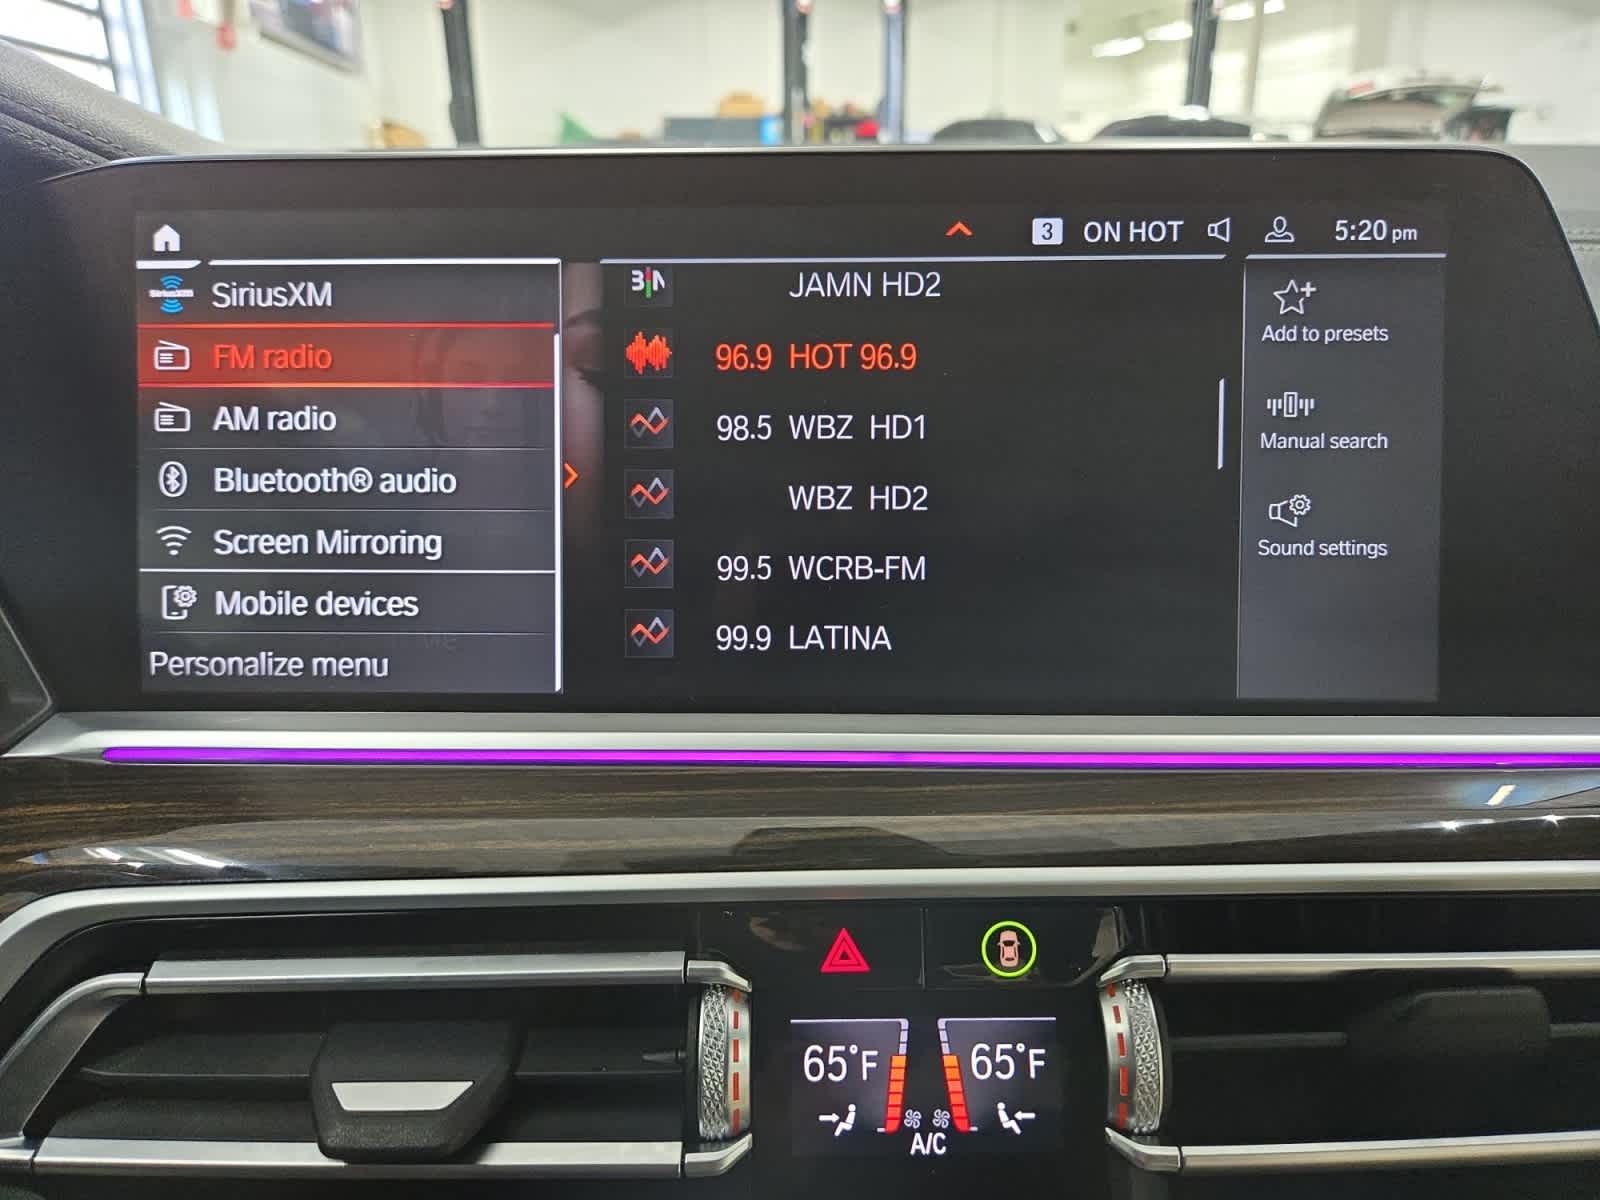 3 ON HOT 5:20 pm
SiriusXM SiriusXM
FM radio
AM radio
Bluetooth® audio
Screen Mirroring
Mobile devices
Personalize menu
BIN JAMN HD2
96.9 HOT 96.9
98.5 WBZ HD1
WBZ HD2
99.5 WCRB-FM
99.9 LATINA
Add to presets
Manual search
Sound settings
65°F 65°F
A/C